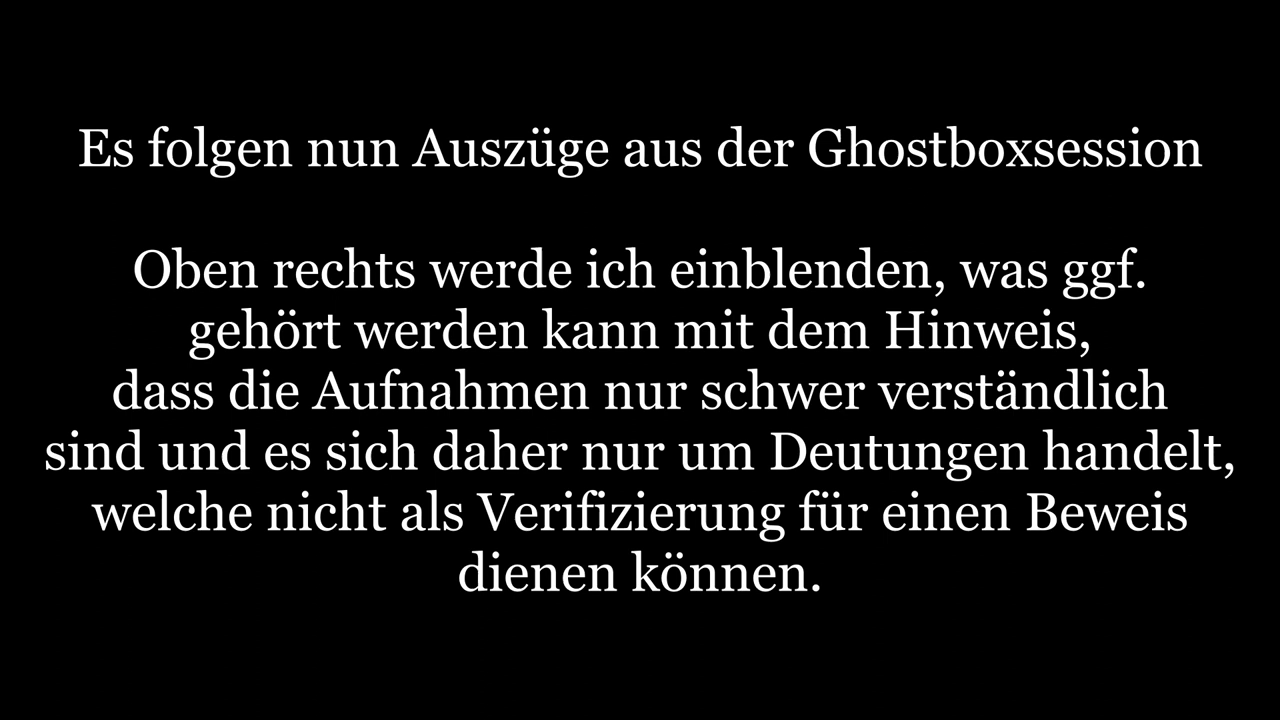 Es folgen nun Auszüge aus der Ghostboxsession
Oben rechts werde ich einblenden, was ggf.
gehört werden kann mit dem Hinweis,
dass die Aufnahmen nur schwer verständlich
sind und es sich daher nur um Deutungen handelt,
welche nicht als Verifizierung für einen Beweis
dienen können.